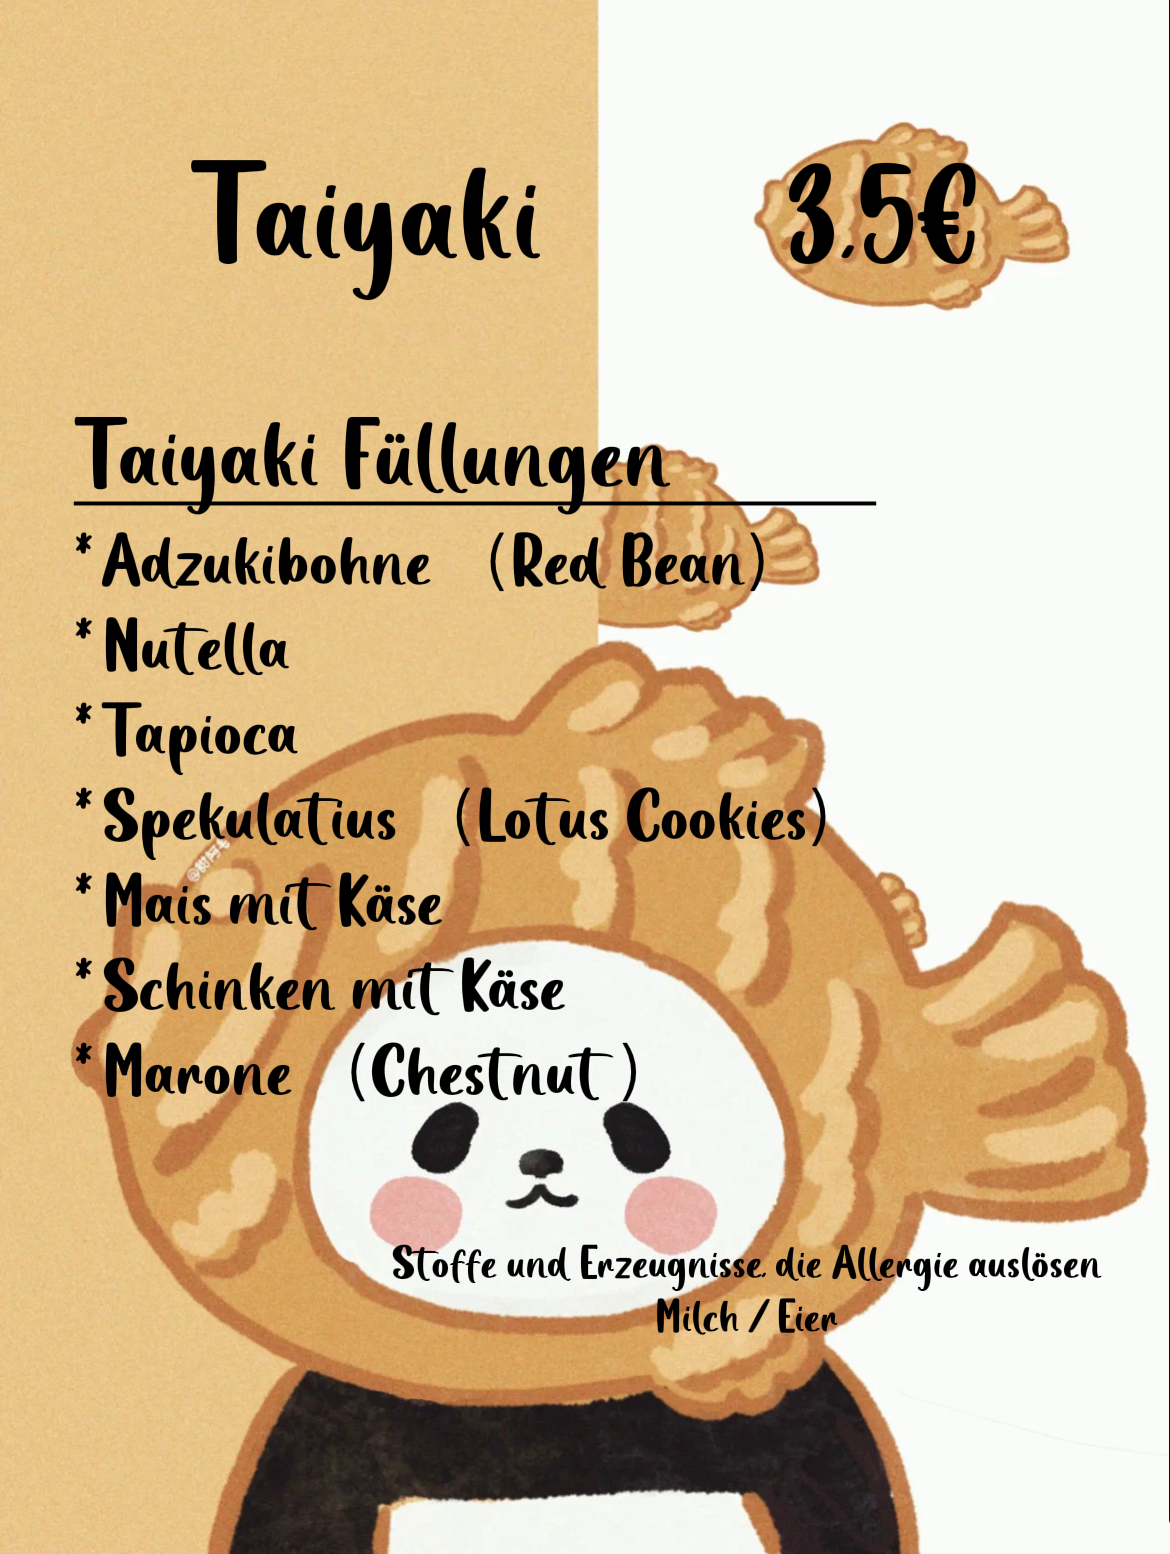 Taiyaki 3,5€
Taiyaki Füllungen
* Adzukibohne (Red Bean)
* Nutella
* Tapioca
* Spekulatius (Lotus Cookies)
* Mais mit Käse
* Schinken mit Käse
* Marone (Chestnut)
Stoffe und Erzeugnisse, die Allergie auslösen
Milch / Eier